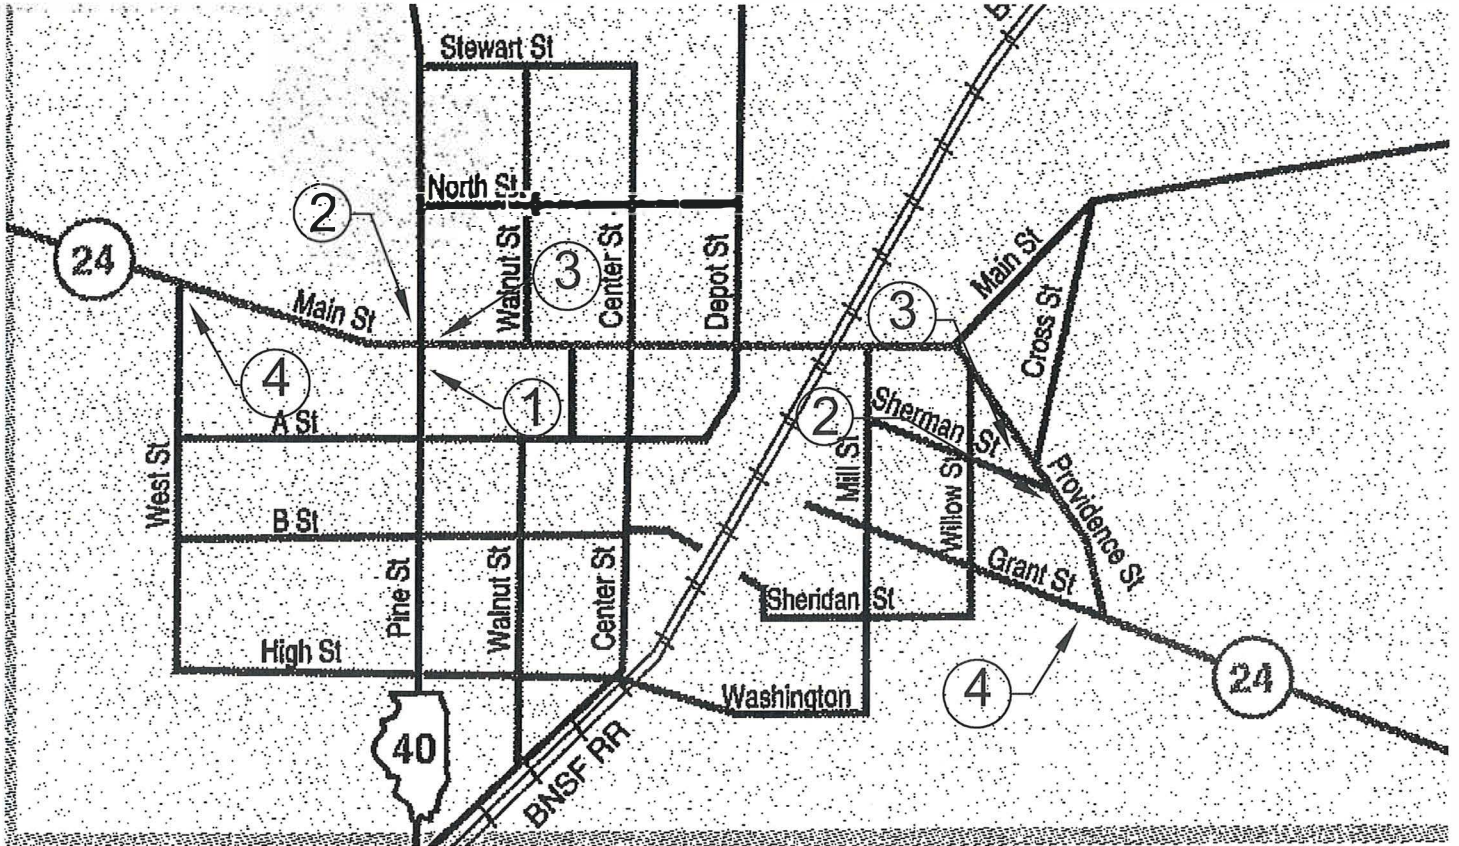 Stewart St
North St
2
24
Walnut St
3
Center St
Depot St
Main St
Main St
3
Cross St
4
1
A St
2
Sherman St
Mill St
Willow St
Providence St
West St
B St
Pine St
Walnut St
Center St
Grant St
Sheridan St
High St
Washington
4
24
40
BNSF RR